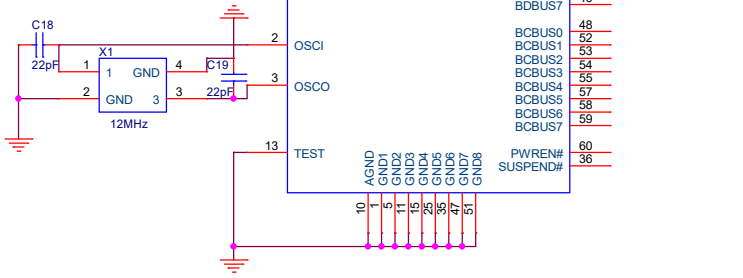 BDBUS7
C18
22pF
X1
1
GND
4
2
GND
3
12MHz
C19
22pF
2
OSCI
3
OSCO
13
TEST
BCBUS0
48
BCBUS1
52
BCBUS2
53
BCBUS3
54
BCBUS4
55
BCBUS5
57
BCBUS6
58
BCBUS7
59
PWREN#
60
SUSPEND#
36
AGND
GND1
GND2
GND3
GND4
GND5
GND6
GND7
GND8
10
1
5
11
15
25
35
47
51
1
3